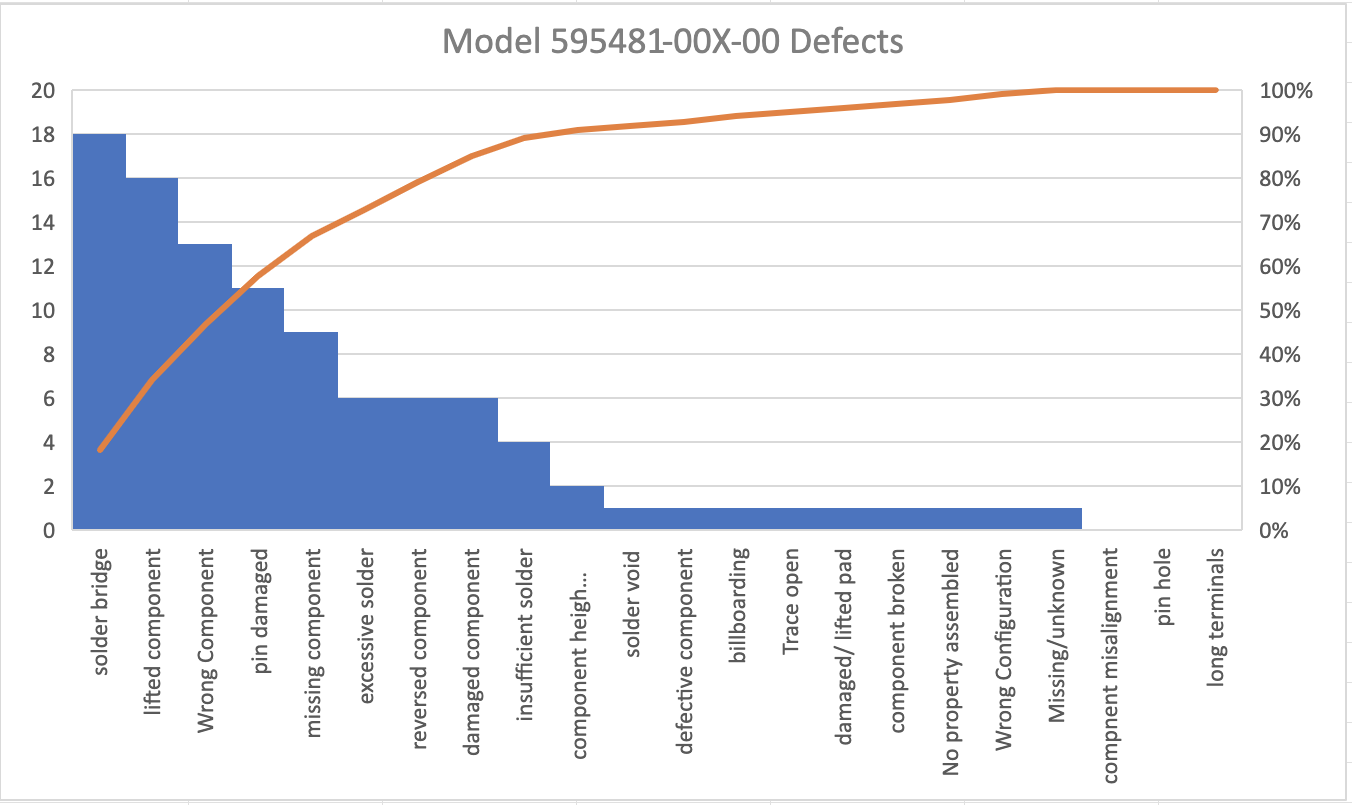 Model 595481-00X-00 Defects
20
18
16
14
12
10
8
6
4
2
0
100%
90%
80%
70%
60%
50%
40%
30%
20%
10%
0%
solder bridge
lifted component
Wrong Component
pin damaged
missing component
excessive solder
reversed component
damaged component
insufficient solder
component heigh...
solder void
defective component
billboarding
Trace open
damaged/ lifted pad
component broken
No property assembled
Wrong Configuration
Missing/unknown
compnent misalignment
pin hole
long terminals